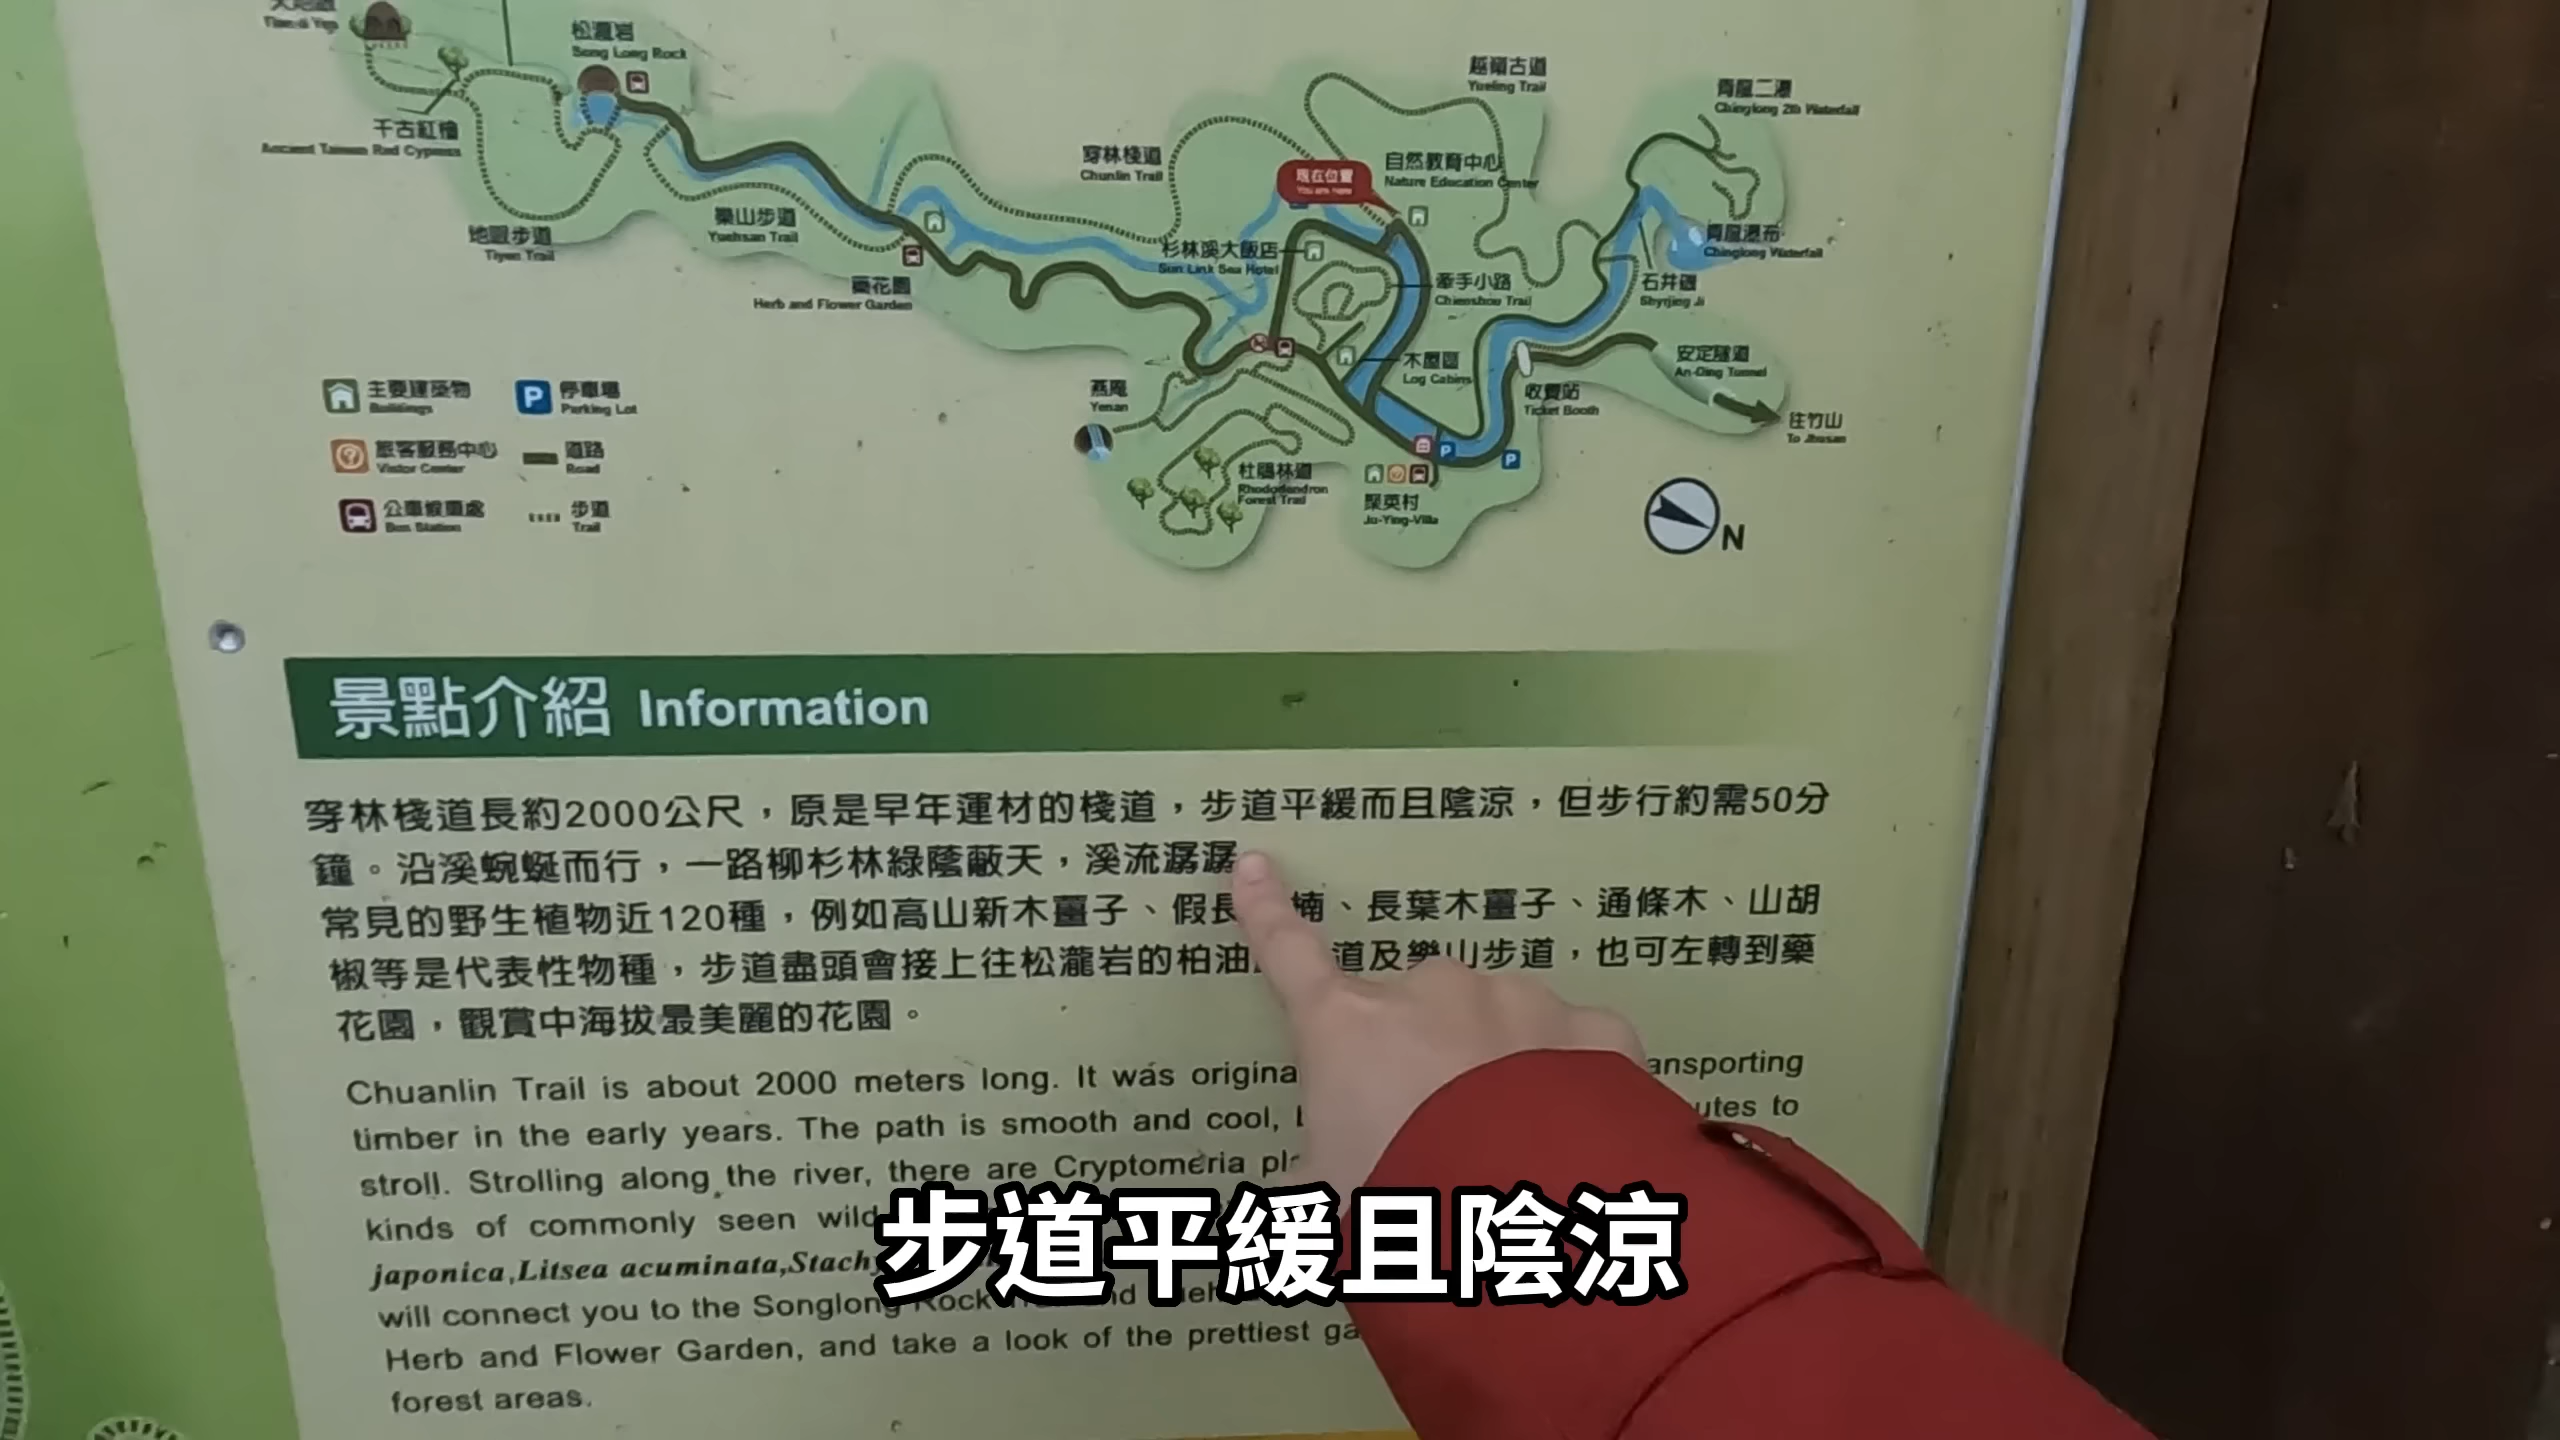 松瀧岩
Song Long Rock
越嶺古道
Yueling Trail
青龍二瀑
Chinglong 2th Waterfall
千古紅檜
Ancient Taiwan Red Cypress
穿林棧道
Chunlin Trail
現在位置
You are here
自然教育中心
Nature Education Center
地眼步道
Tiyen Trail
樂山步道
Yuehsan Trail
杉林溪大飯店
Sun Link Sea Hotel
青龍瀑布
Chinglong Waterfall
藥花園
Herb and Flower Garden
牽手小路
Chienshou Trail
石井磯
Shyrjing Ji
木屋區
Log Cabins
安定隧道
An-Ding Tunnel
燕庵
Yenan
收費站
Ticket Booth
往竹山
To Jhusan
主要建築物
Buildings
P 停車場
Parking Lot
旅客服務中心
Visitor Center
道路
Road
公車候車處
Bus Station
步道
Trail
杜鵑林道
Rhododendron
Forest Trail
聚英村
Ju-Ying-Villa
N
景點介紹 Information
穿林棧道長約2000公尺，原是早年運材的棧道，步道平緩而且陰涼，但步行約需50分
鐘。沿溪蜿蜒而行，一路柳杉林綠蔭蔽天，溪流潺潺
常見的野生植物近120種，例如高山新木薑子、假長 楠、長葉木薑子、通條木、山胡
椒等是代表性物種，步道盡頭會接上往松瀧岩的柏油 道及樂山步道，也可左轉到藥
花園，觀賞中海拔最美麗的花園。
Chuanlin Trail is about 2000 meters long. It was origina ansporting
timber in the early years. The path is smooth and cool, utes to
stroll. Strolling along the river, there are Cryptomeria pl
kinds of commonly seen wild
japonica,Litsea acuminata,Stachy
will connect you to the Songlong Rock nd
Herb and Flower Garden, and take a look of the prettiest ga
forest areas.
步道平緩且陰涼